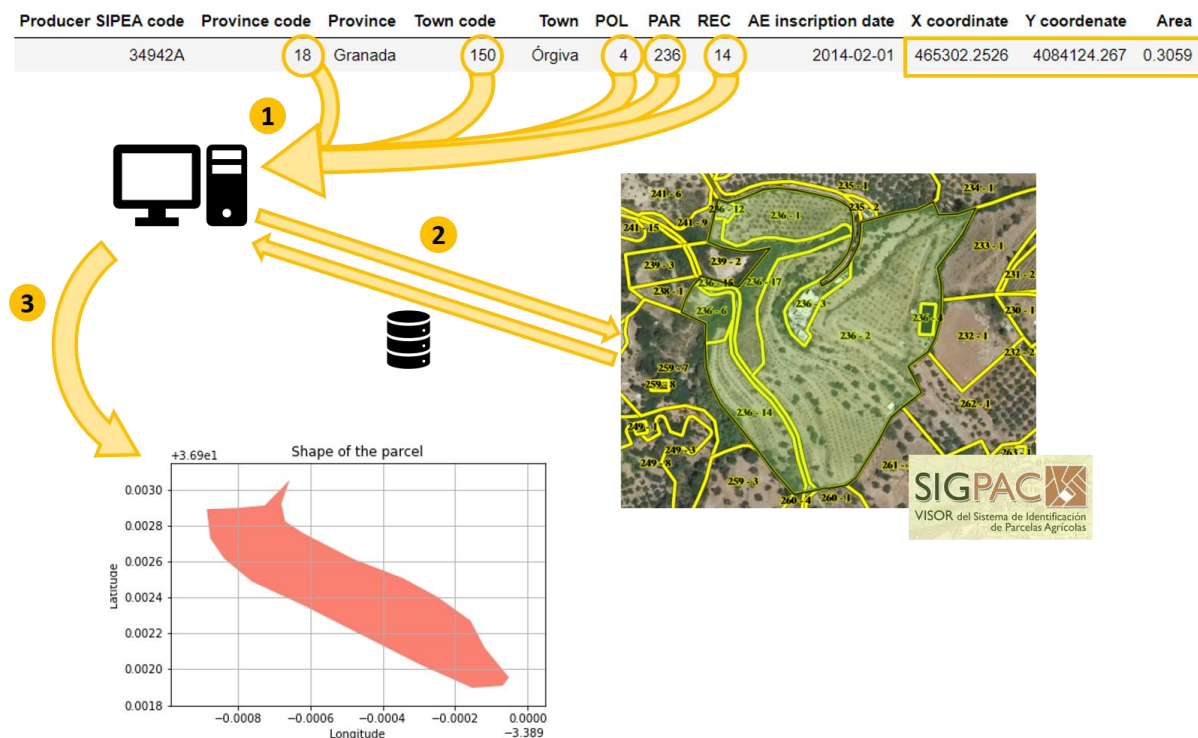 Producer SIPEA code Province code Province Town code Town POL PAR REC AE inscription date X coordinate Y coordenate Area
34942A 18 Granada 150 Órgiva 4 236 14 2014-02-01 465302.2526 4084124.267 0.3059
1
2
3
241 - 6
235 - 1
234 - 1
236 - 12
236 - 1
235 - 2
241 - 9
241 - 15
233 - 1
239 - 2
239 - 3
231 - 2
236 - 16
236 - 17
238 - 1
236 - 3
230 - 1
236 - 6
236 - 4
236 - 2
232 - 1
232 - 2
259 - 7
259 - 8
262 - 1
236 - 14
249 - 1
249 - 3
249 - 8
263 - 1
261 -
259 - 3
260 - 4
260 - 1
SIGPAC
VISOR del Sistema de Identificación
de Parcelas Agrícolas
Shape of the parcel
+3.69e1
0.0030
0.0028
0.0026
0.0024
0.0022
0.0020
0.0018
Latitude
−0.0008 −0.0006 −0.0004 −0.0002 0.0000
−3.389
Longitude